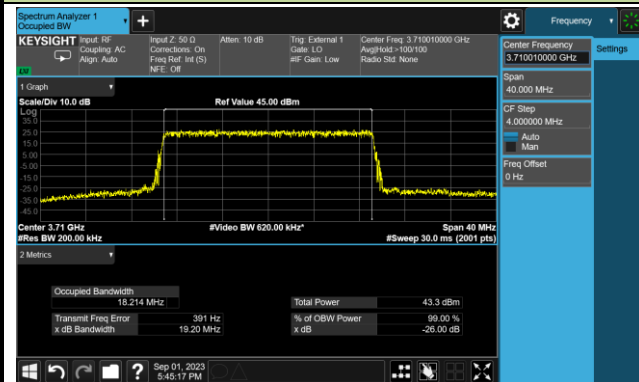 Spectrum Analyzer 1
Occupied BW
Frequency
KEYSIGHT
Input: RF
Coupling: AC
Align: Auto
Input Z: 50 Ω
Corrections: On
Freq Ref: Int (S)
NFE: Off
Atten: 10 dB
Trig: External 1
Gate: LO
#IF Gain: Low
Center Freq: 3.710010000 GHz
Avg|Hold:>100/100
Radio Std: None
Center Frequency
3.710010000 GHz
Settings
Span
40.000 MHz
CF Step
4.000000 MHz
Auto
Man
Freq Offset
0 Hz
1 Graph
Scale/Div 10.0 dB
Ref Value 45.00 dBm
Log
35.0
25.0
15.0
5.00
-5.00
-15.0
-25.0
-35.0
-45.0
Center 3.71 GHz
#Video BW 620.00 kHz*
Span 40 MHz
#Res BW 200.00 kHz
#Sweep 30.0 ms (2001 pts)
2 Metrics
Occupied Bandwidth
18.214 MHz
Total Power 43.3 dBm
Transmit Freq Error 391 Hz
% of OBW Power 99.00 %
x dB Bandwidth 19.20 MHz
x dB -26.00 dB
Sep 01, 2023
5:45:17 PM